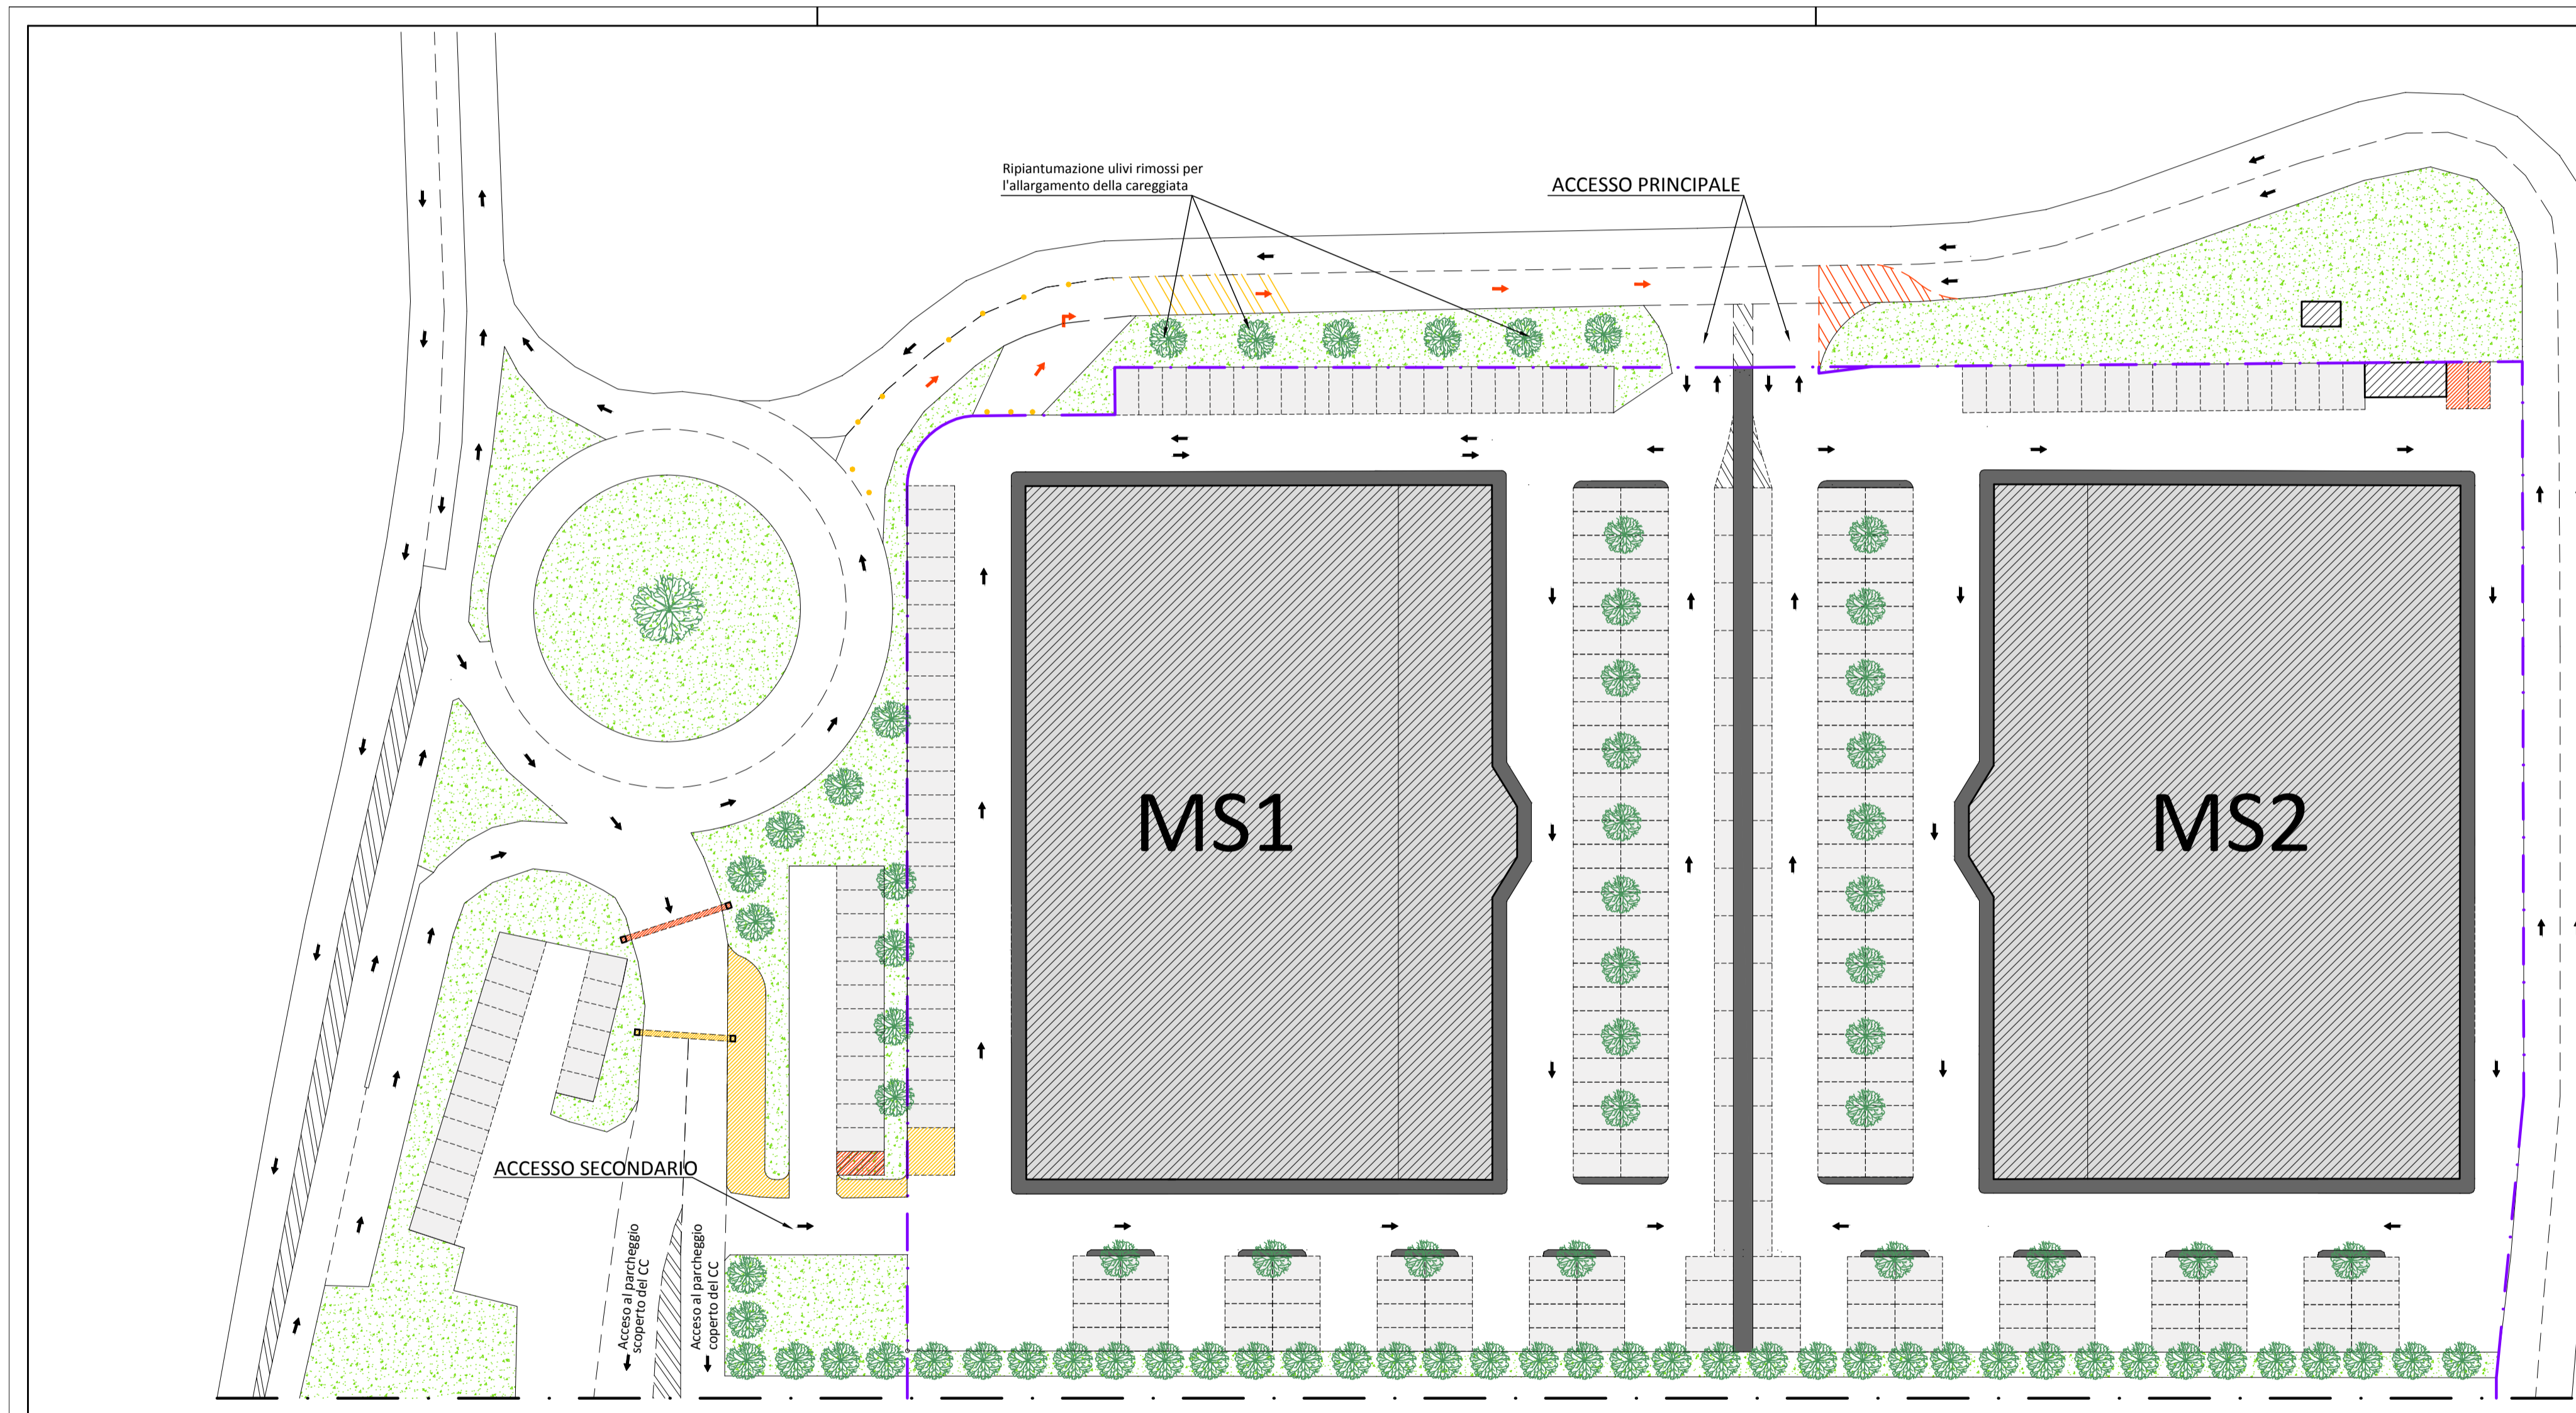 Ripiantumazione ulivi rimossi per
l'allargamento della careggiata
ACCESSO PRINCIPALE
MS1
MS2
ACCESSO SECONDARIO
Acceso al parcheggio
scoperto del CC
Acceso al parcheggio
coperto del CC